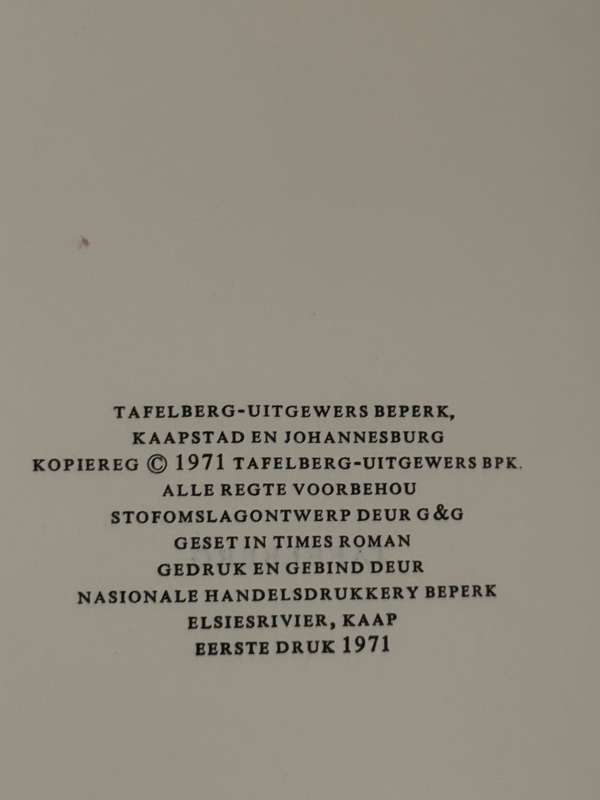 TAFELBERG-UITGEWERS BEPERK,
KAAPSTAD EN JOHANNESBURG
KOPIEREG © 1971 TAFELBERG-UITGEWERS BPK.
ALLE REGTE VOORBEHOU
STOFOMSLAGONTWERP DEUR G&G
GESET IN TIMES ROMAN
GEDRUK EN GEBIND DEUR
NASIONALE HANDELSDRUKKERY BEPERK
ELSIESRIVIER, KAAP
EERSTE DRUK 1971